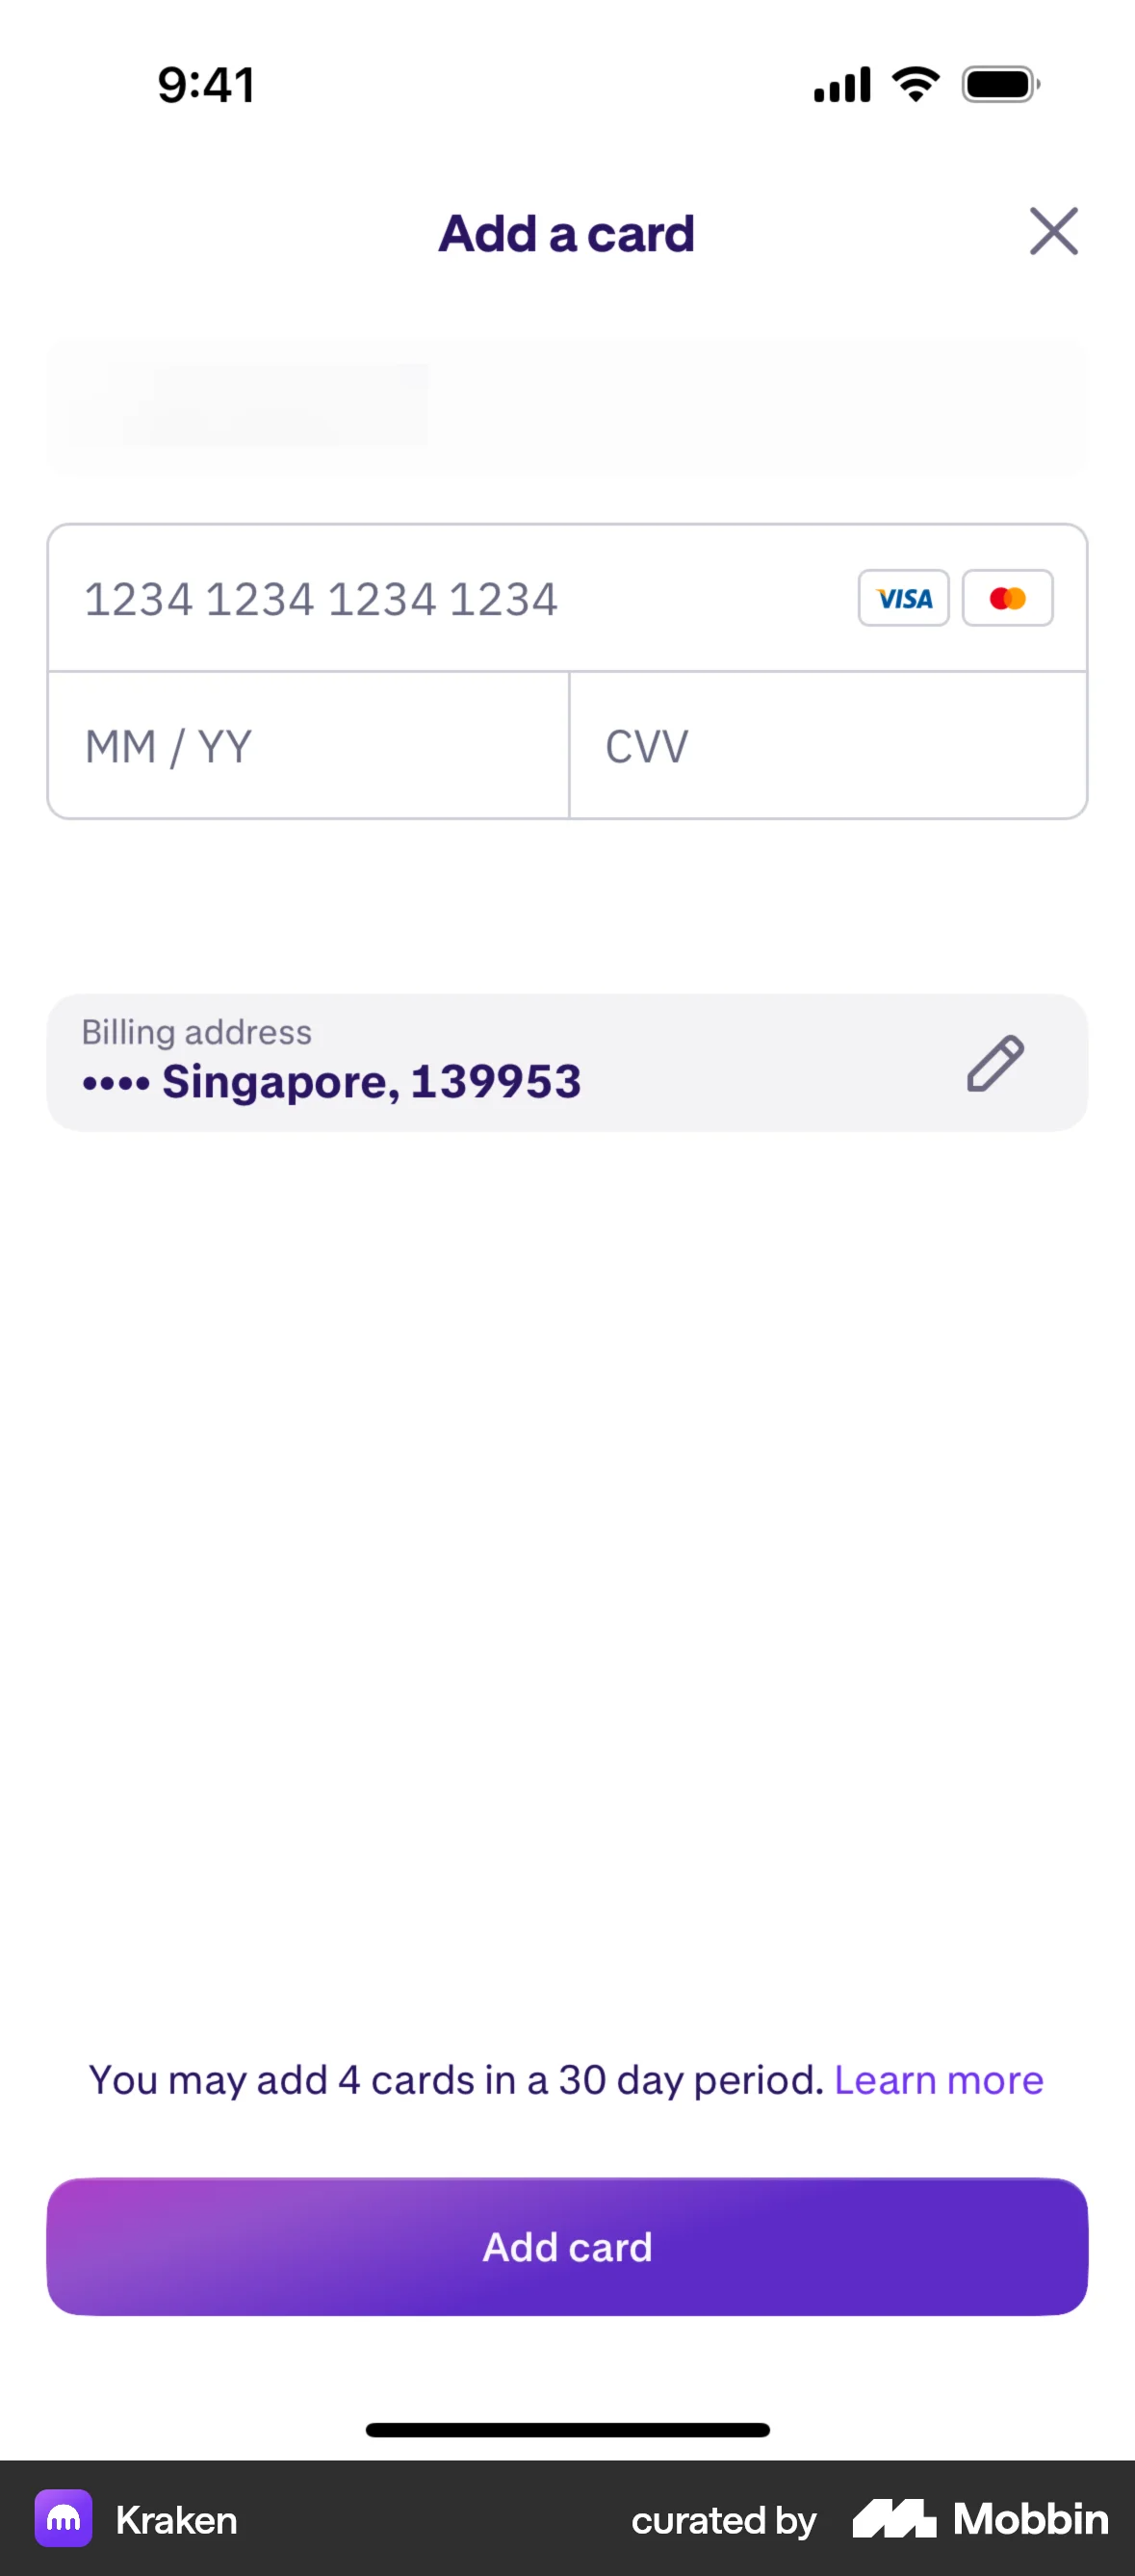 9:41
Add a card
1234 1234 1234 1234 VISA
MM / YY CVV
Billing address
•••• Singapore, 139953
You may add 4 cards in a 30 day period. Learn more
Add card
Kraken curated by Mobbin